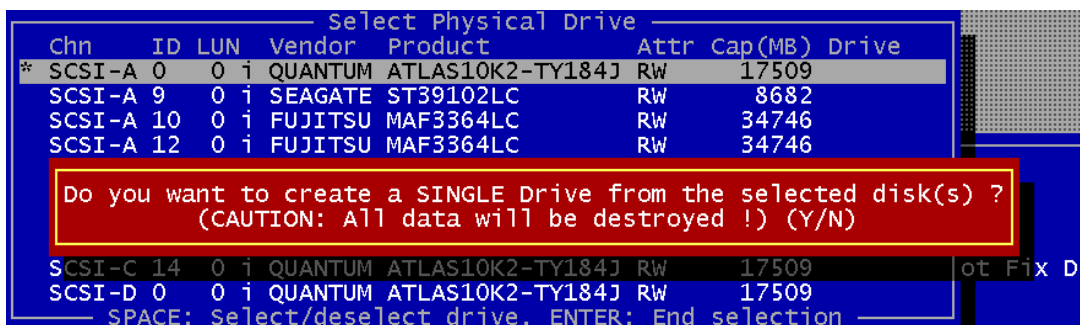 Select Physical Drive
Chn ID LUN Vendor Product Attr Cap(MB) Drive
* SCSI-A 0 0 i QUANTUM ATLAS10K2-TY184J RW 17509
SCSI-A 9 0 i SEAGATE ST39102LC RW 8682
SCSI-A 10 0 i FUJITSU MAF3364LC RW 34746
SCSI-A 12 0 i FUJITSU MAF3364LC RW 34746
Do you want to create a SINGLE Drive from the selected disk(s) ?
(CAUTION: All data will be destroyed !) (Y/N)
SCSI-C 14 0 i QUANTUM ATLAS10K2-TY184J RW 17509
ot Fix D
SCSI-D 0 0 i QUANTUM ATLAS10K2-TY184J RW 17509
SPACE: Select/deselect drive, ENTER: End selection